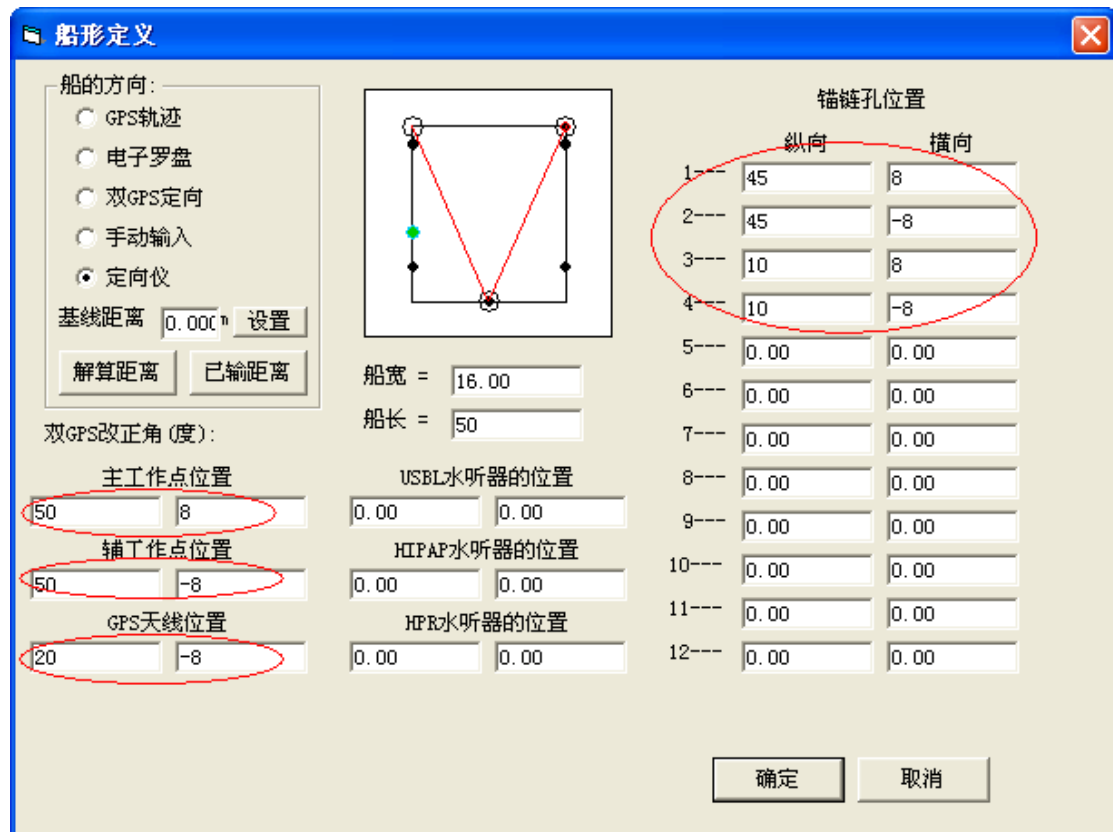 船形定义
船的方向:
GPS轨迹
电子罗盘
双GPS定向
手动输入
定向仪
基线距离 0.000 m 设置
解算距离 已输距离
双GPS改正角(度):
主工作点位置
50 8
辅工作点位置
50 -8
GPS天线位置
20 -8
船宽 = 16.00
船长 = 50
USBL水听器的位置
0.00 0.00
HIPAP水听器的位置
0.00 0.00
HPR水听器的位置
0.00 0.00
锚链孔位置
纵向 横向
1--- 45 8
2--- 45 -8
3--- 10 8
4--- 10 -8
5--- 0.00 0.00
6--- 0.00 0.00
7--- 0.00 0.00
8--- 0.00 0.00
9--- 0.00 0.00
10--- 0.00 0.00
11--- 0.00 0.00
12--- 0.00 0.00
确定 取消